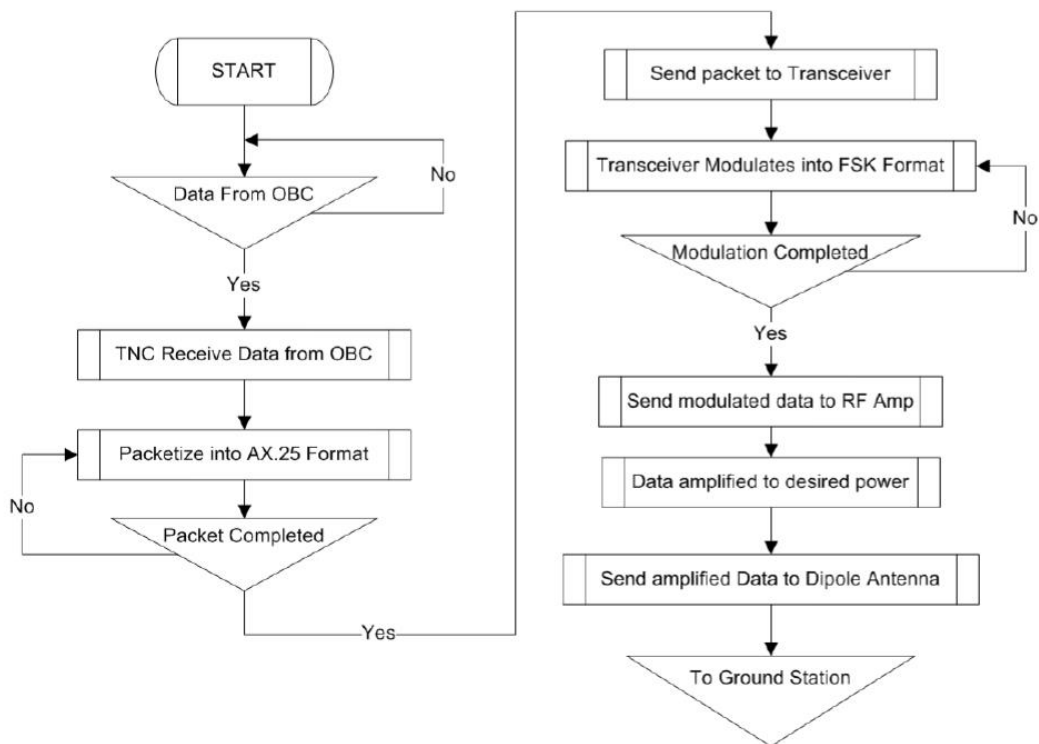 START
No
Data From OBC
Yes
TNC Receive Data from OBC
Packetize into AX.25 Format
No
Packet Completed
Yes
Send packet to Transceiver
Transceiver Modulates into FSK Format
No
Modulation Completed
Yes
Send modulated data to RF Amp
Data amplified to desired power
Send amplified Data to Dipole Antenna
To Ground Station